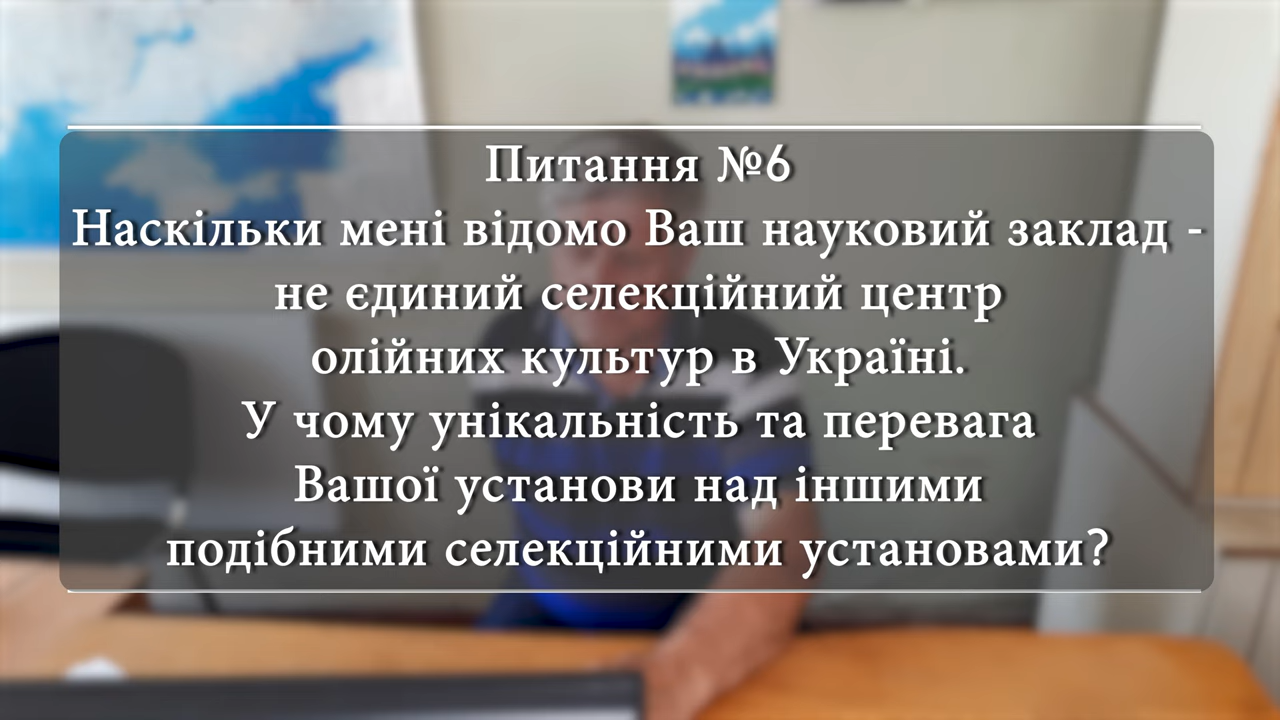 Питання №6
Наскільки мені відомо Ваш науковий заклад -
не єдиний селекційний центр
олійних культур в Україні.
У чому унікальність та перевага
Вашої установи над іншими
подібними селекційними установами?